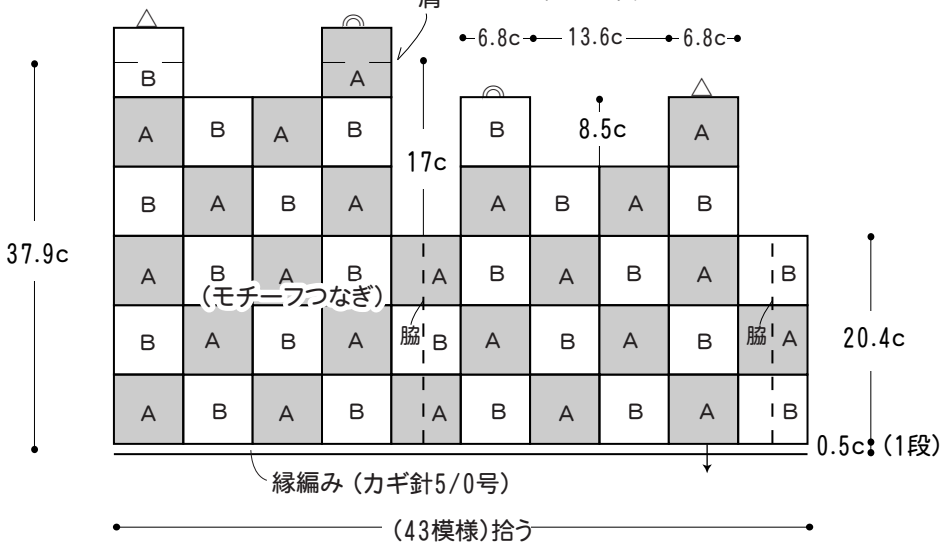 肩
6.8c 13.6c 6.8c
B A
A B A B B 8.5c A
17c
B A B A A B A B
37.9c
A B A B A B A B A B
(モチーフつなぎ)
B A B A 脇 B A B A B 脇 A 20.4c
A B A B A B A B A B
0.5c (1段)
縁編み (カギ針5/0号)
(43模様)拾う